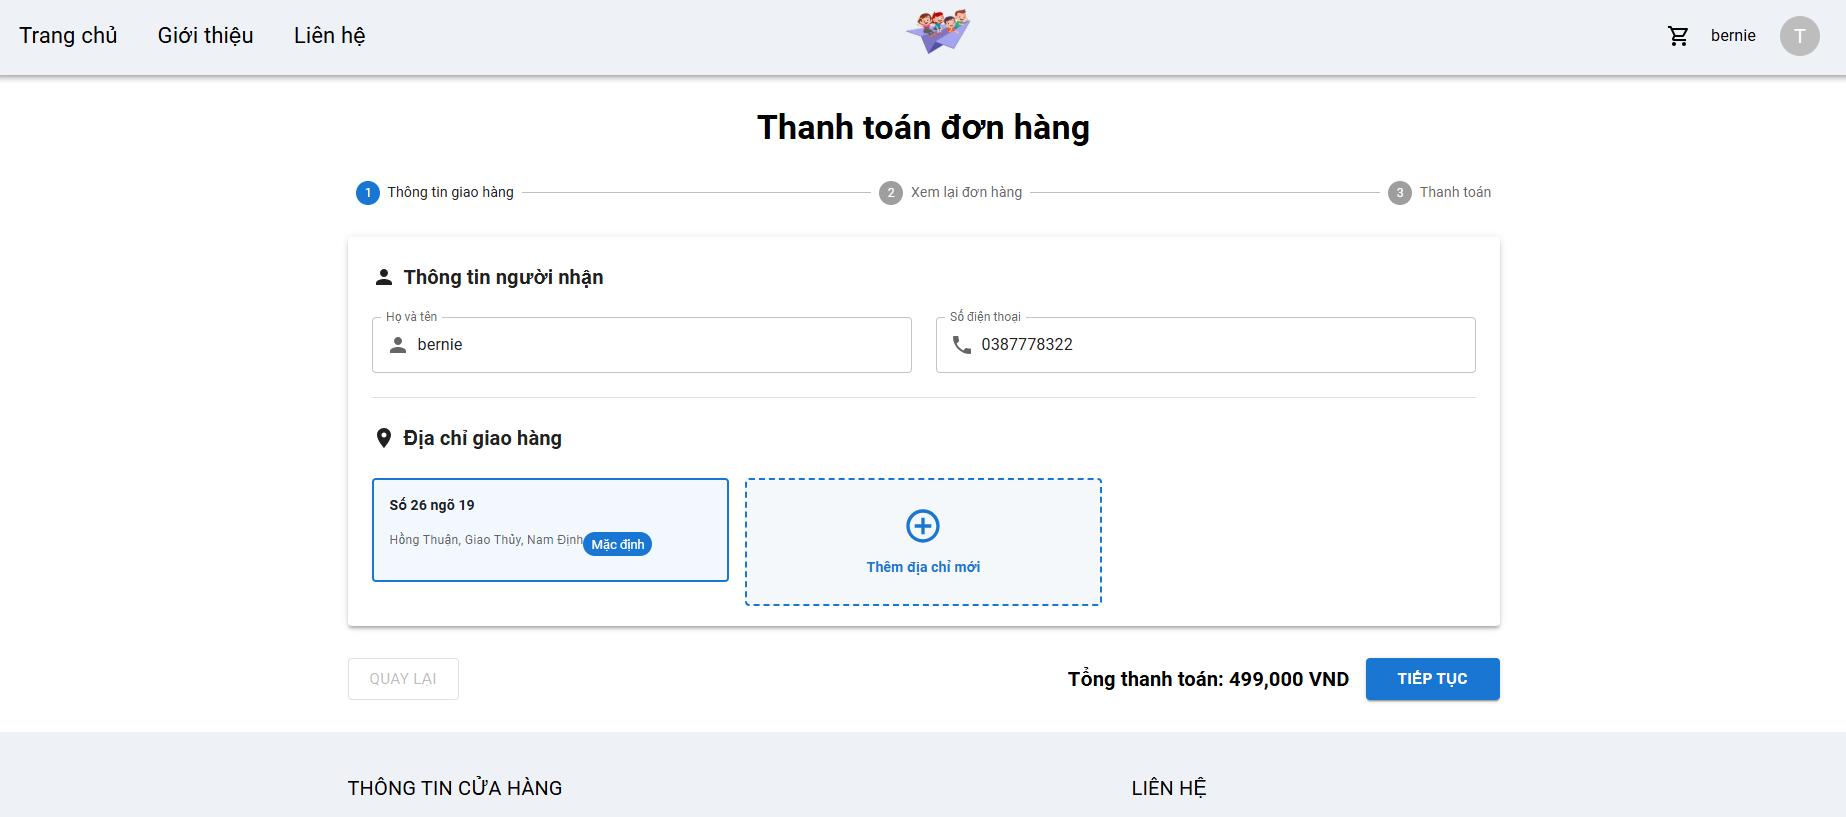 Trang chủ Giới thiệu Liên hệ bernie T
Thanh toán đơn hàng
1 Thông tin giao hàng 2 Xem lại đơn hàng 3 Thanh toán
Thông tin người nhận
Họ và tên Số điện thoại
bernie 0387778322
Địa chỉ giao hàng
Số 26 ngõ 19
Hồng Thuận, Giao Thủy, Nam Định Mặc định
Thêm địa chỉ mới
QUAY LẠI Tổng thanh toán: 499,000 VND TIẾP TỤC
THÔNG TIN CỬA HÀNG LIÊN HỆ